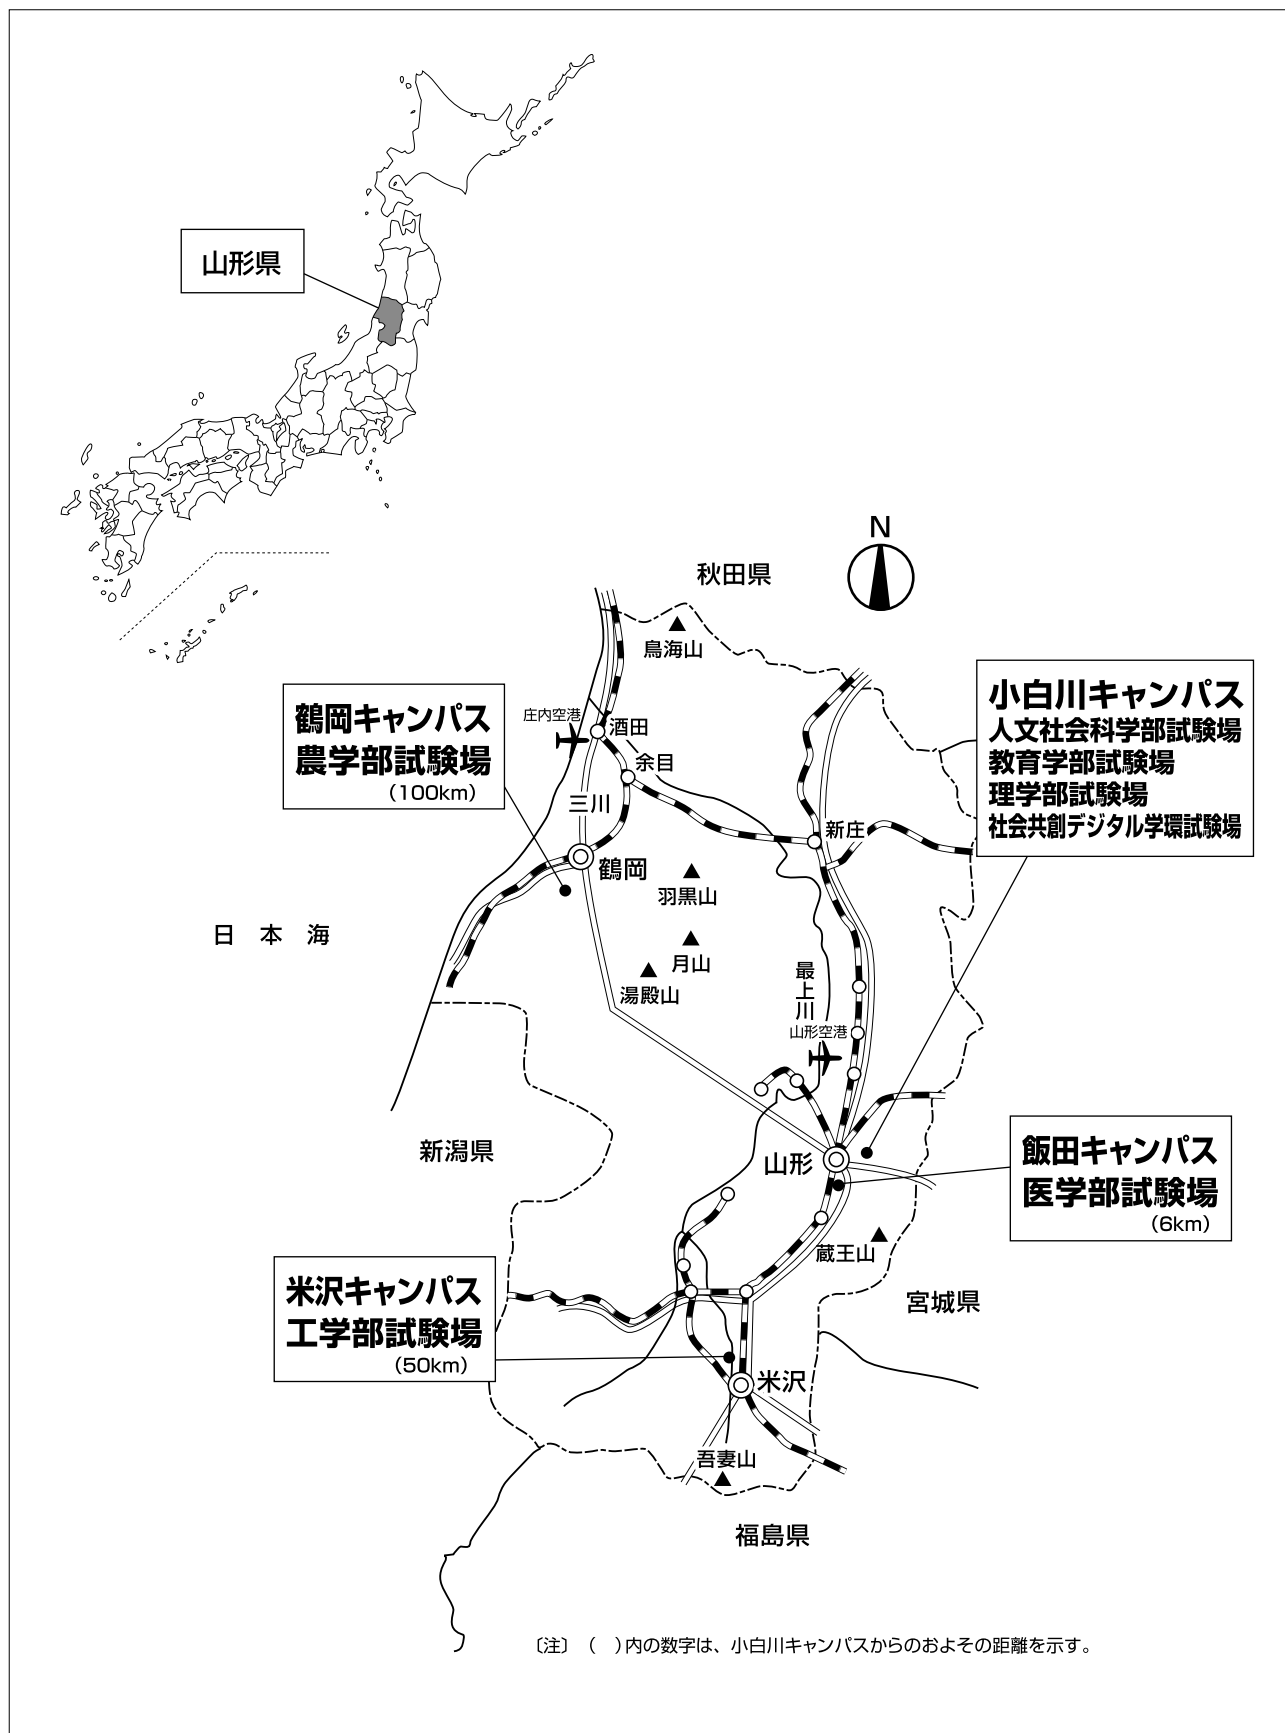 山形県
N
秋田県
鳥海山
鶴岡キャンパス
農学部試験場
（100km）
庄内空港
酒田
余目
三川
新庄
小白川キャンパス
人文社会科学部試験場
教育学部試験場
理学部試験場
社会共創デジタル学環試験場
鶴岡
羽黒山
日本海
月山
湯殿山
最上川
山形空港
新潟県
山形
飯田キャンパス
医学部試験場
（6km）
蔵王山
米沢キャンパス
工学部試験場
（50km）
宮城県
米沢
吾妻山
福島県
〔注〕（　）内の数字は、小白川キャンパスからのおよその距離を示す。